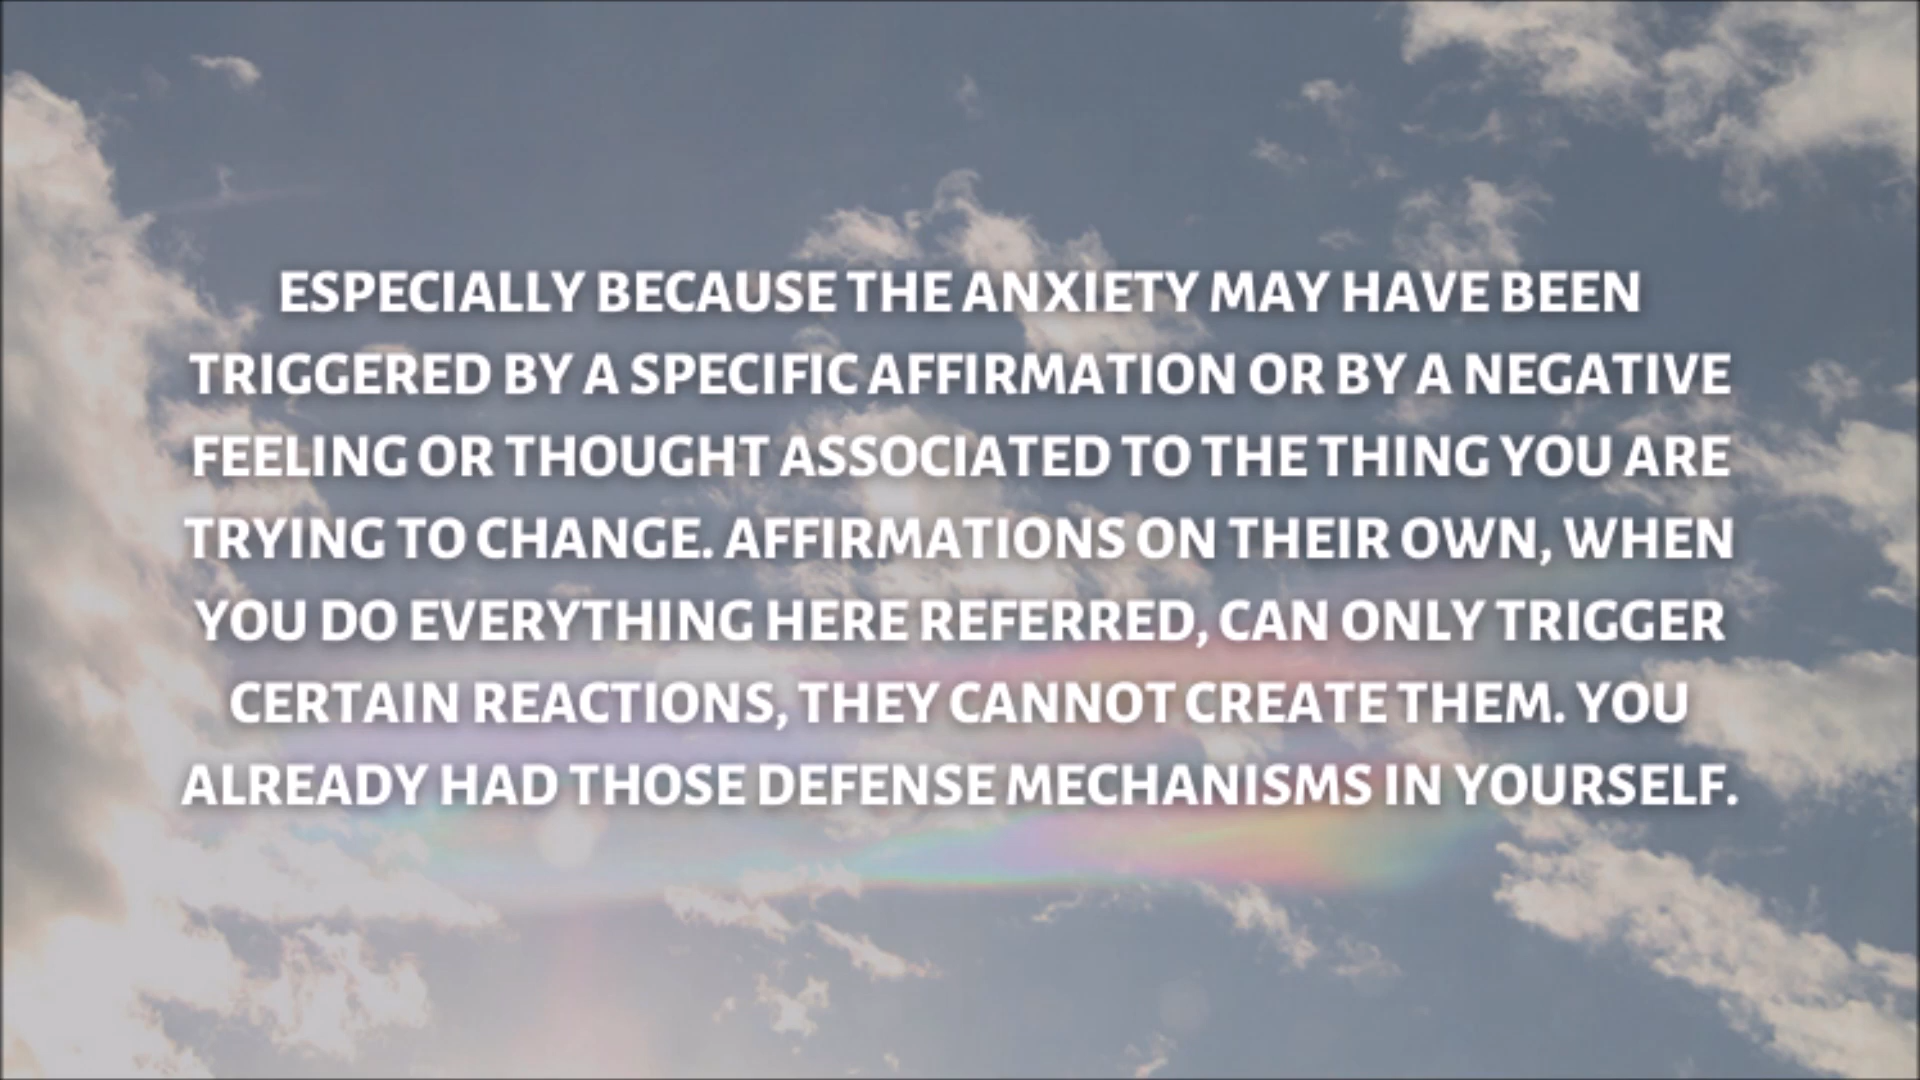 ESPECIALLY BECAUSE THE ANXIETY MAY HAVE BEEN
TRIGGERED BY A SPECIFIC AFFIRMATION OR BY A NEGATIVE
FEELING OR THOUGHT ASSOCIATED TO THE THING YOU ARE
TRYING TO CHANGE. AFFIRMATIONS ON THEIR OWN, WHEN
YOU DO EVERYTHING HERE REFERRED, CAN ONLY TRIGGER
CERTAIN REACTIONS, THEY CANNOT CREATE THEM. YOU
ALREADY HAD THOSE DEFENSE MECHANISMS IN YOURSELF.